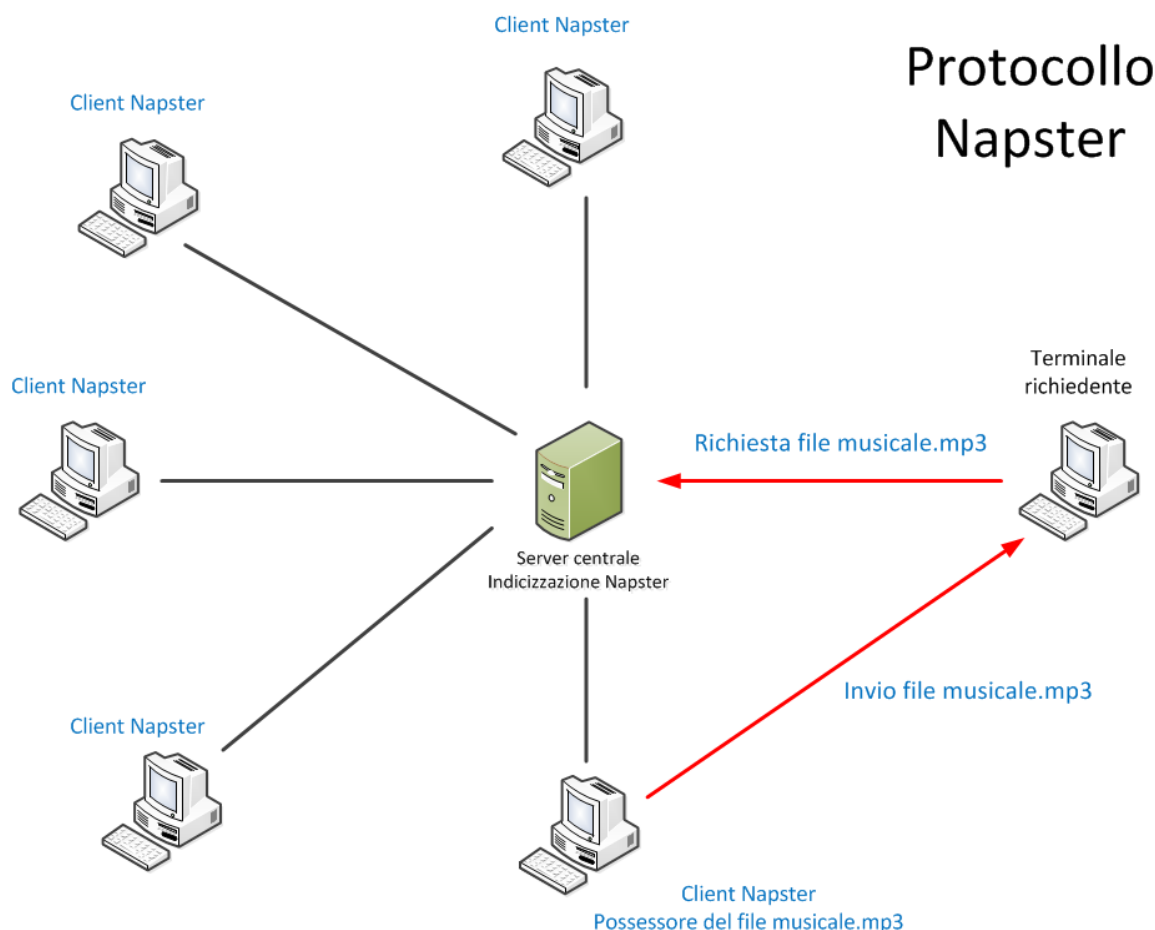 Client Napster
Protocollo
Napster
Client Napster
Client Napster
Terminale
richiedente
Richiesta file musicale.mp3
Server centrale
Indicizzazione Napster
Invio file musicale.mp3
Client Napster
Client Napster
Possessore del file musicale.mp3